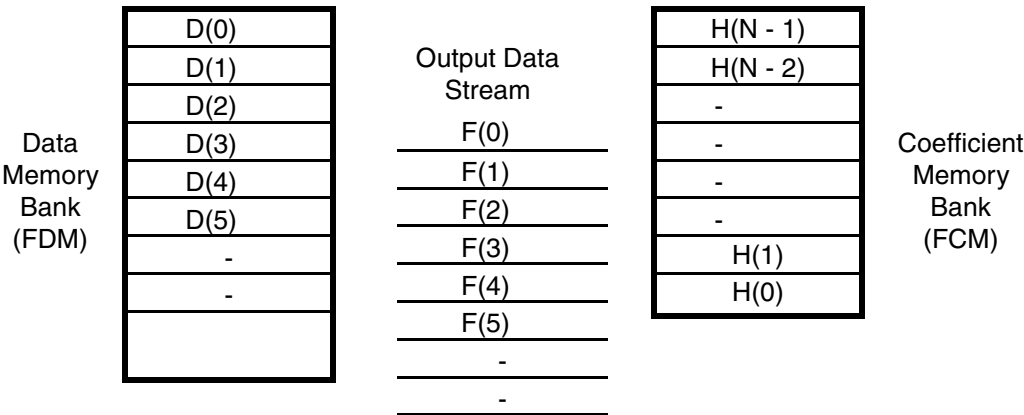 Data
Memory
Bank
(FDM)
D(0)
D(1)
D(2)
D(3)
D(4)
D(5)
-
-
Output Data
Stream
F(0)
F(1)
F(2)
F(3)
F(4)
F(5)
-
-
H(N - 1)
H(N - 2)
-
-
-
-
H(1)
H(0)
Coefficient
Memory
Bank
(FCM)